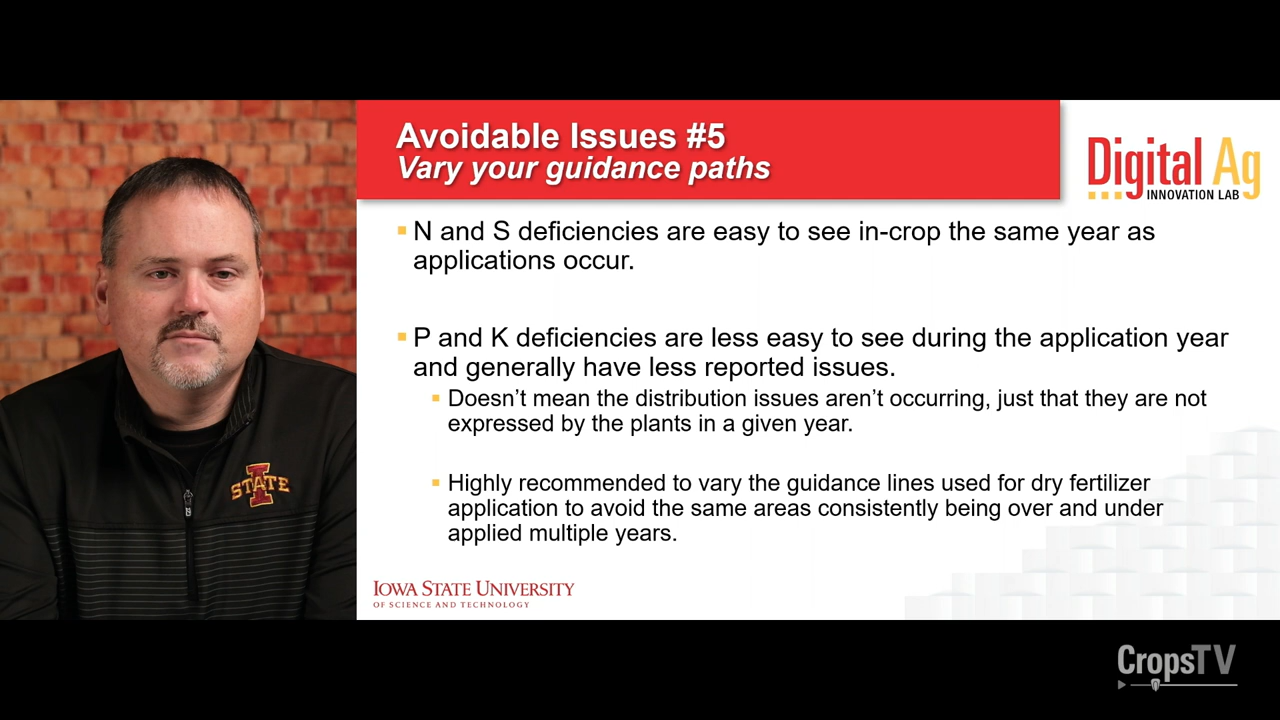 Avoidable Issues #5
Vary your guidance paths
Digital Ag
INNOVATION LAB
N and S deficiencies are easy to see in-crop the same year as
applications occur.
P and K deficiencies are less easy to see during the application year
and generally have less reported issues.
Doesn't mean the distribution issues aren't occurring, just that they are not
expressed by the plants in a given year.
Highly recommended to vary the guidance lines used for dry fertilizer
application to avoid the same areas consistently being over and under
applied multiple years.
I
STATE
IOWA STATE UNIVERSITY
OF SCIENCE AND TECHNOLOGY
CropsTV